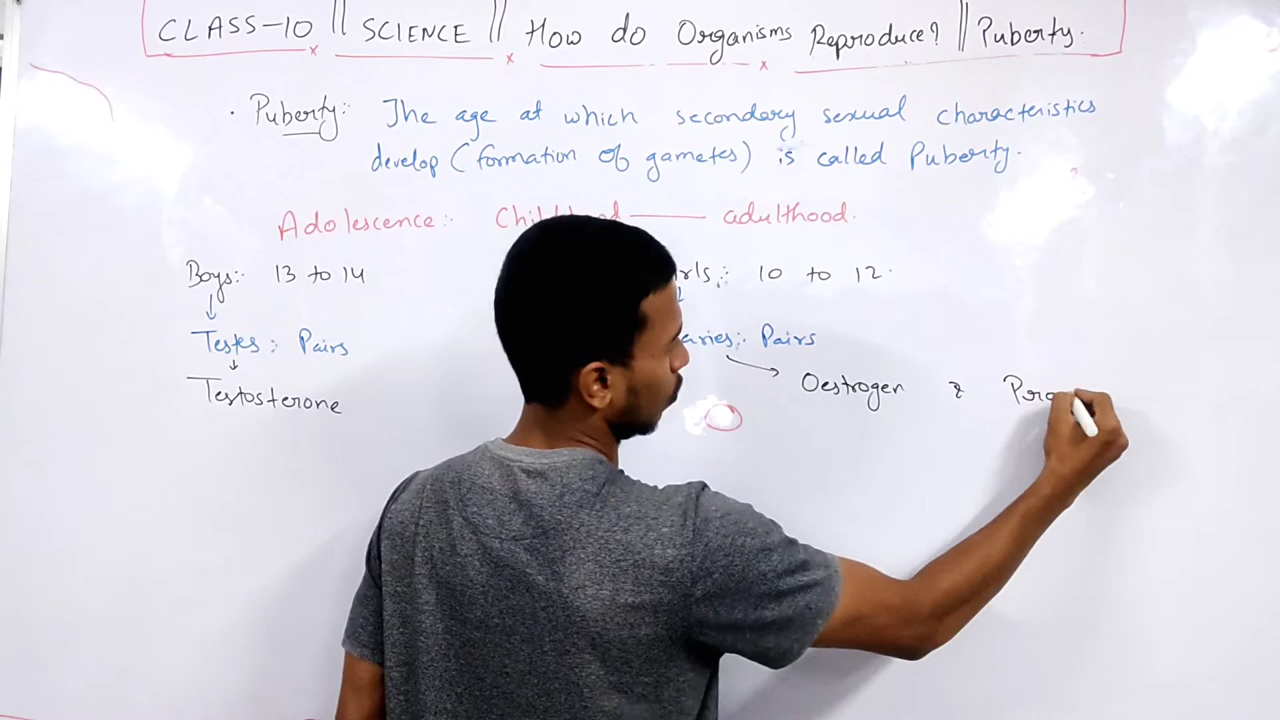 CLASS-10 || SCIENCE || How do Organisms Reproduce? || Puberty.
· Puberty:- The age at which secondary sexual characteristics
develop (formation of gametes) is called Puberty.
Adolescence:- adulthood.
Boys:- 13 to 14 10 to 12.
Testes:- Pairs Pairs
Testosterone Oestrogen &